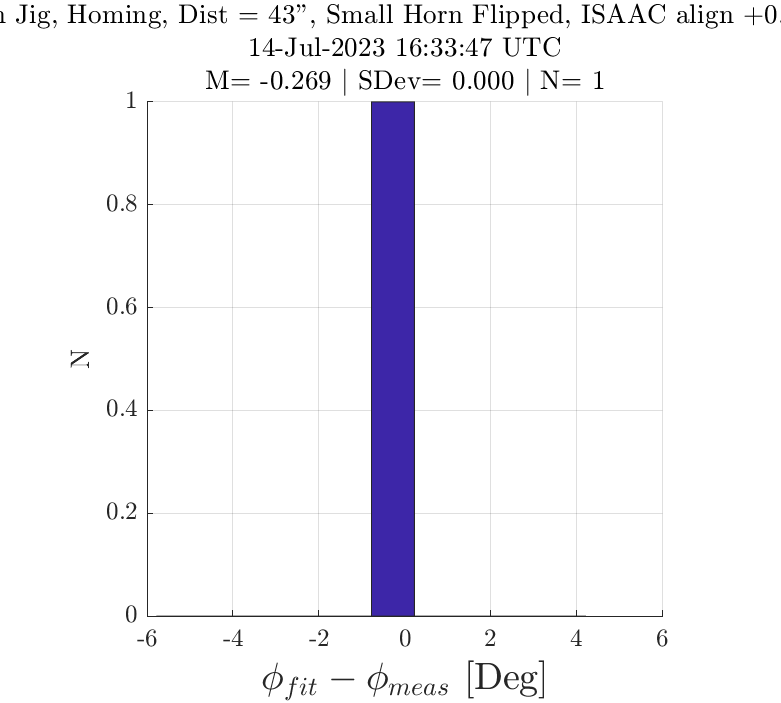 Jig, Homing, Dist = 43”, Small Horn Flipped, ISAAC align +0.
14-Jul-2023 16:33:47 UTC
M= -0.269 | SDev= 0.000 | N= 1
1
0.8
0.6
0.4
0.2
0
N
-6 -4 -2 0 2 4 6
ϕ_fit − ϕ_meas [Deg]